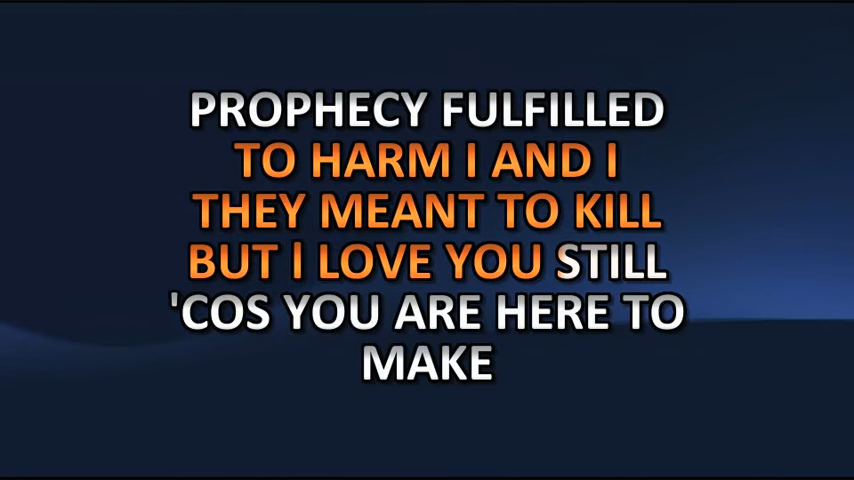 PROPHECY FULFILLED
TO HARM I AND I
THEY MEANT TO KILL
BUT I LOVE YOU STILL
'COS YOU ARE HERE TO
MAKE